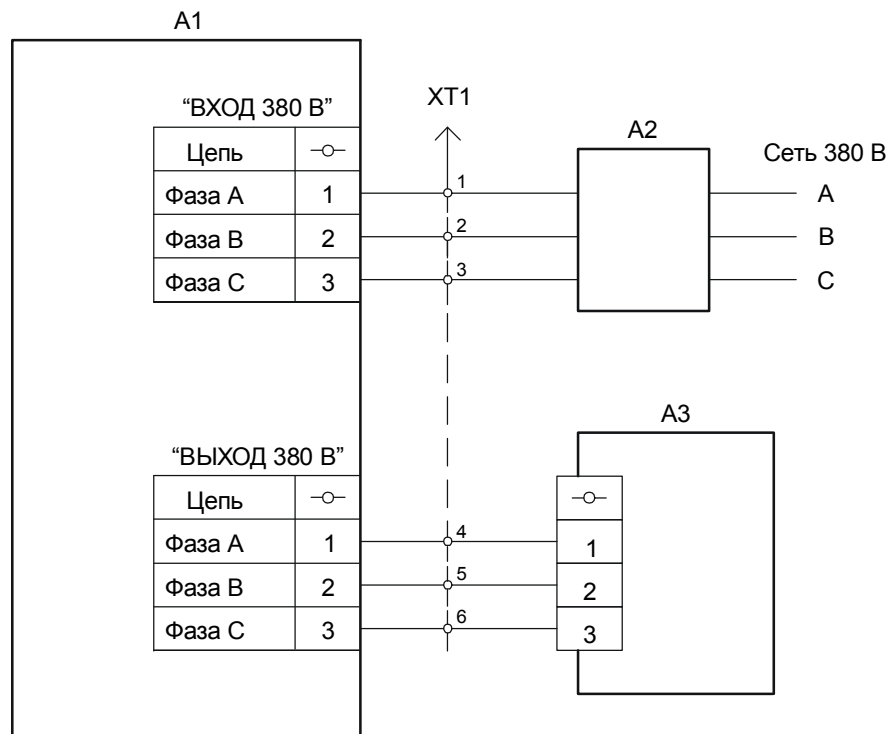 A1
“ВХОД 380 В”
Цепь
Фаза А 1
Фаза В 2
Фаза С 3
XT1
1
2
3
A2
Сеть 380 В
А
В
С
“ВЫХОД 380 В”
Цепь
Фаза А 1
Фаза В 2
Фаза С 3
4
5
6
A3
1
2
3